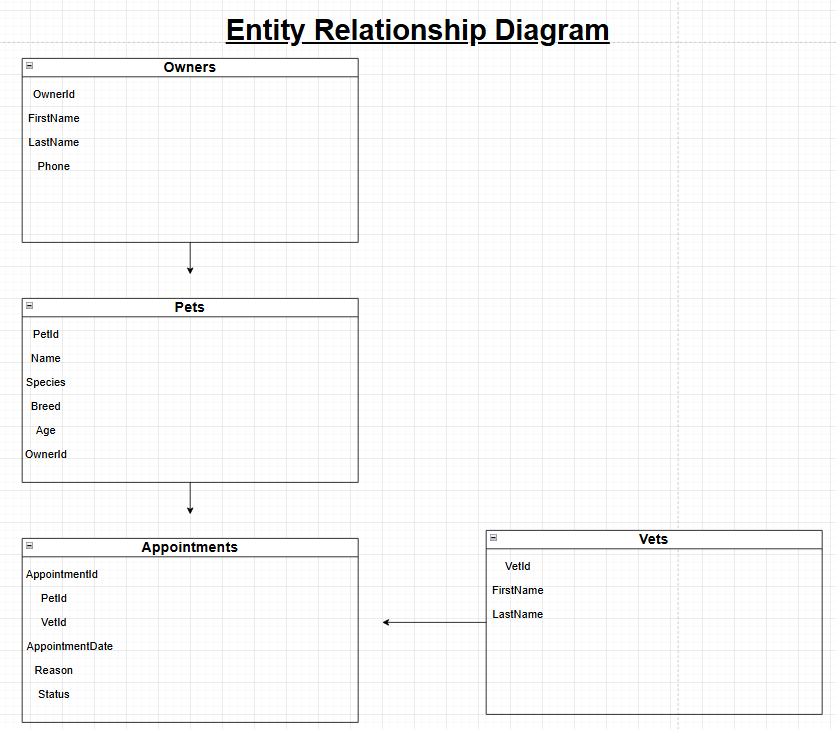 Entity Relationship Diagram
Owners
OwnerId
FirstName
LastName
Phone
Pets
PetId
Name
Species
Breed
Age
OwnerId
Appointments
AppointmentId
PetId
VetId
AppointmentDate
Reason
Status
Vets
VetId
FirstName
LastName